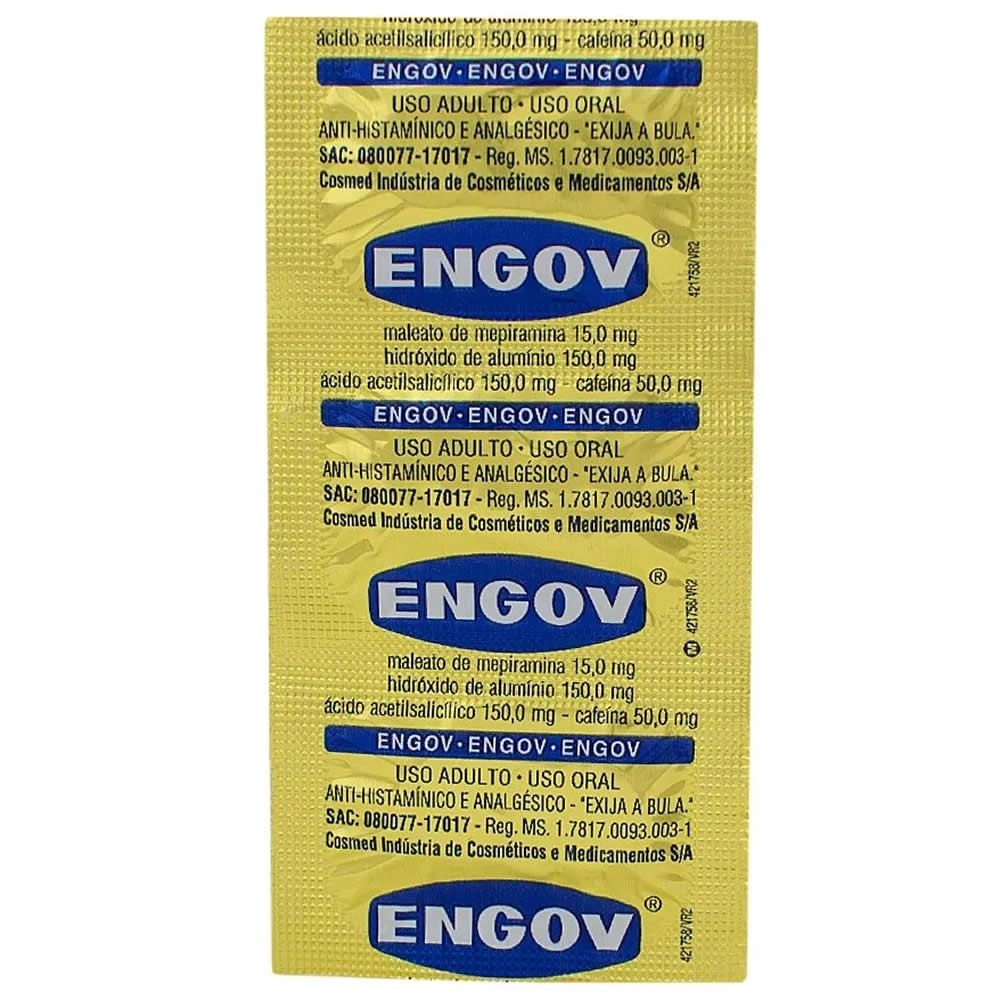 hidróxido de alumínio 150,0 mg
ácido acetilsalicílico 150,0 mg - cafeína 50,0 mg
ENGOV · ENGOV · ENGOV
USO ADULTO · USO ORAL
ANTI-HISTAMÍNICO E ANALGÉSICO - "EXIJA A BULA."
SAC: 080077-17017 - Reg. MS. 1.7817.0093.003-1
Cosmed Indústria de Cosméticos e Medicamentos S/A
ENGOV ®
421758/VR2
maleato de mepiramina 15,0 mg
hidróxido de alumínio 150,0 mg
ácido acetilsalicílico 150,0 mg - cafeína 50,0 mg
ENGOV · ENGOV · ENGOV
USO ADULTO · USO ORAL
ANTI-HISTAMÍNICO E ANALGÉSICO - "EXIJA A BULA."
SAC: 080077-17017 - Reg. MS. 1.7817.0093.003-1
Cosmed Indústria de Cosméticos e Medicamentos S/A
ENGOV ®
421758/VR2
maleato de mepiramina 15,0 mg
hidróxido de alumínio 150,0 mg
ácido acetilsalicílico 150,0 mg - cafeína 50,0 mg
ENGOV · ENGOV · ENGOV
USO ADULTO · USO ORAL
ANTI-HISTAMÍNICO E ANALGÉSICO - "EXIJA A BULA."
SAC: 080077-17017 - Reg. MS. 1.7817.0093.003-1
Cosmed Indústria de Cosméticos e Medicamentos S/A
ENGOV ®
421758/VR2